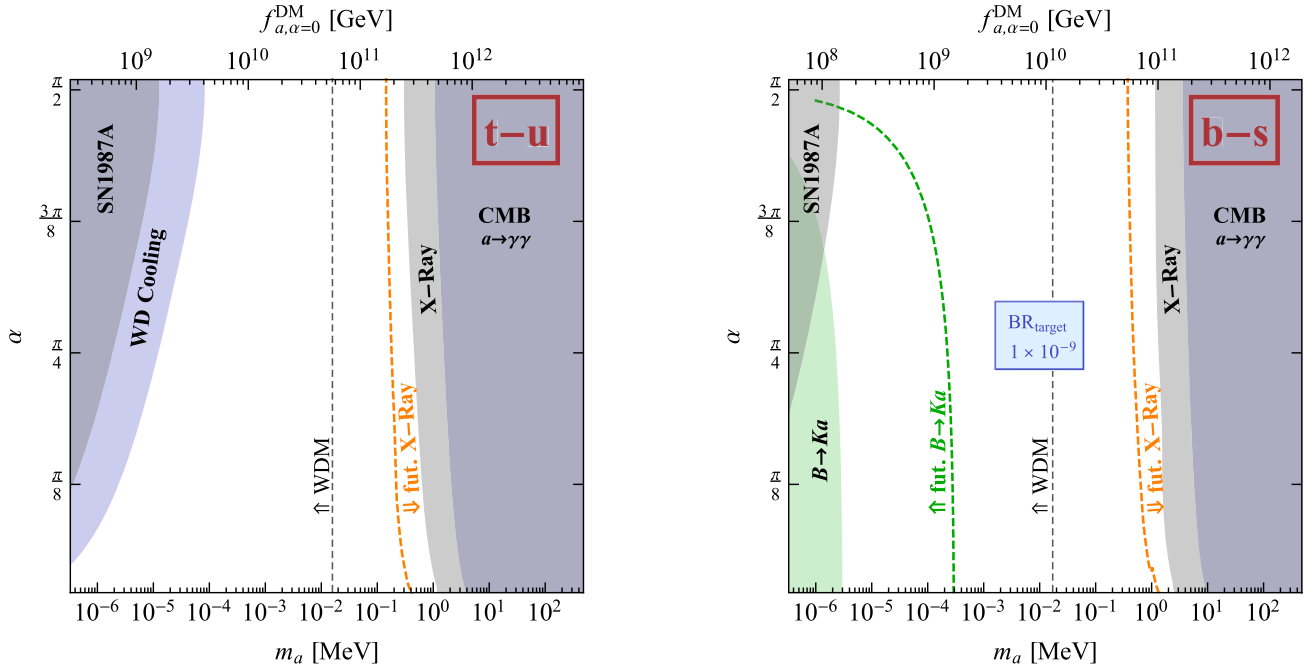 f_{a,α=0}^{DM} [GeV]
10^9 10^10 10^11 10^12
t−u
SN1987A
WD Cooling
X−Ray
CMB
a→γγ
⇑ WDM
⇓ fut. X−Ray
π/2
3π/8
π/4
π/8
α
10^−6 10^−5 10^−4 10^−3 10^−2 10^−1 10^0 10^1 10^2
m_a [MeV]
f_{a,α=0}^{DM} [GeV]
10^8 10^9 10^10 10^11 10^12
b−s
SN1987A
X−Ray
CMB
a→γγ
BR_target
1 × 10^−9
B→Ka
⇑ fut. B→Ka
⇑ WDM
⇓ fut. X−Ray
π/2
3π/8
π/4
π/8
α
10^−6 10^−5 10^−4 10^−3 10^−2 10^−1 10^0 10^1 10^2
m_a [MeV]